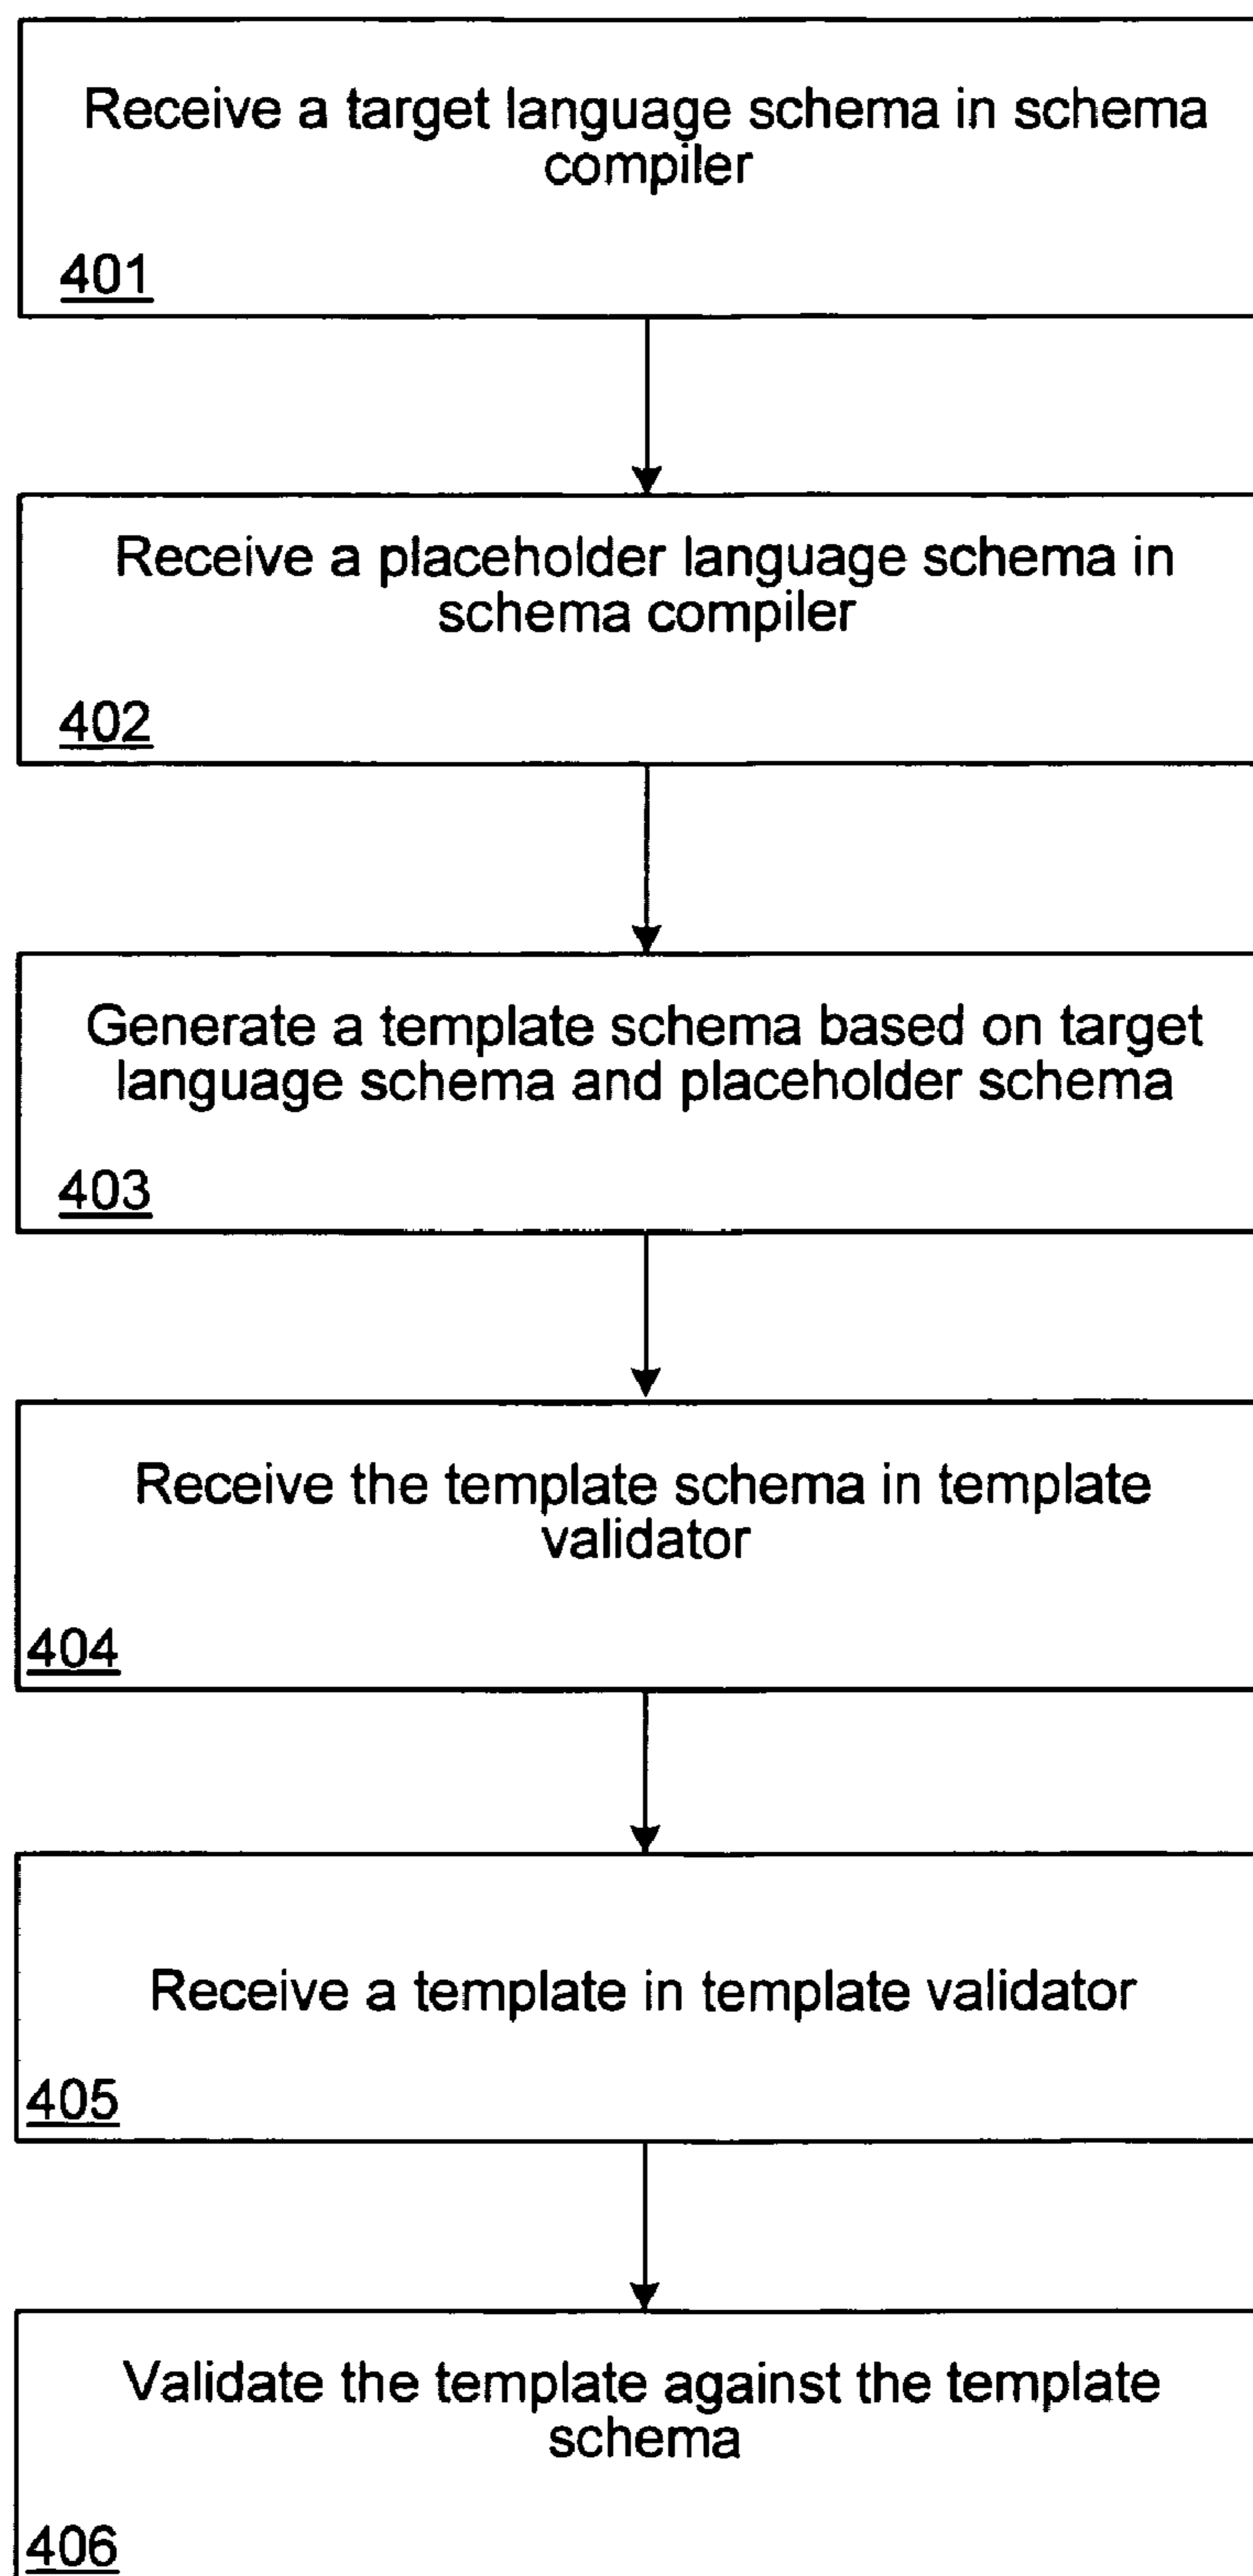 Receive a target language schema in schema
compiler
401
Receive a placeholder language schema in
schema compiler
402
Generate a template schema based on target
language schema and placeholder schema
403
Receive the template schema in template
validator
404
Receive a template in template validator
405
Validate the template against the template
schema
406